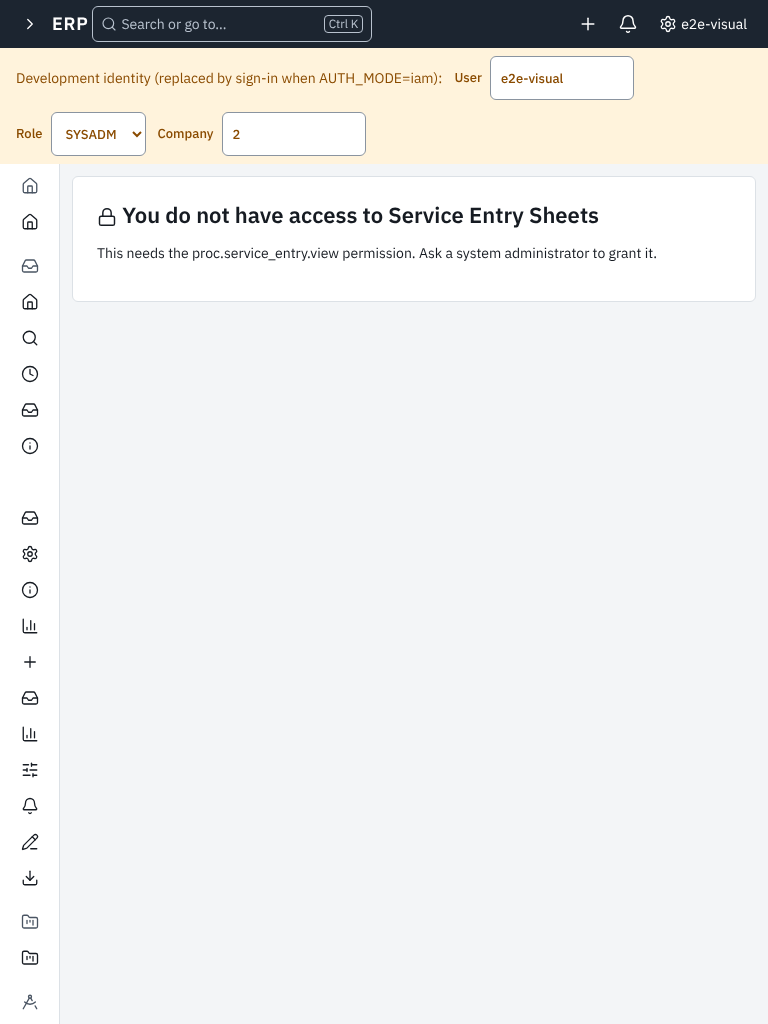 ERP Search or go to... Ctrl K e2e-visual
Development identity (replaced by sign-in when AUTH_MODE=iam): User e2e-visual
Role SYSADM Company 2
You do not have access to Service Entry Sheets
This needs the proc.service_entry.view permission. Ask a system administrator to grant it.